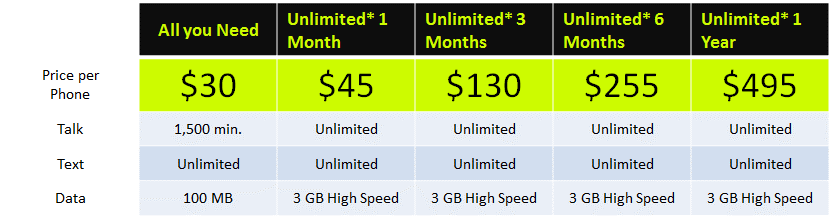 All you Need Unlimited* 1 Month Unlimited* 3 Months Unlimited* 6 Months Unlimited* 1 Year
Price per Phone $30 $45 $130 $255 $495
Talk 1,500 min. Unlimited Unlimited Unlimited Unlimited
Text Unlimited Unlimited Unlimited Unlimited Unlimited
Data 100 MB 3 GB High Speed 3 GB High Speed 3 GB High Speed 3 GB High Speed